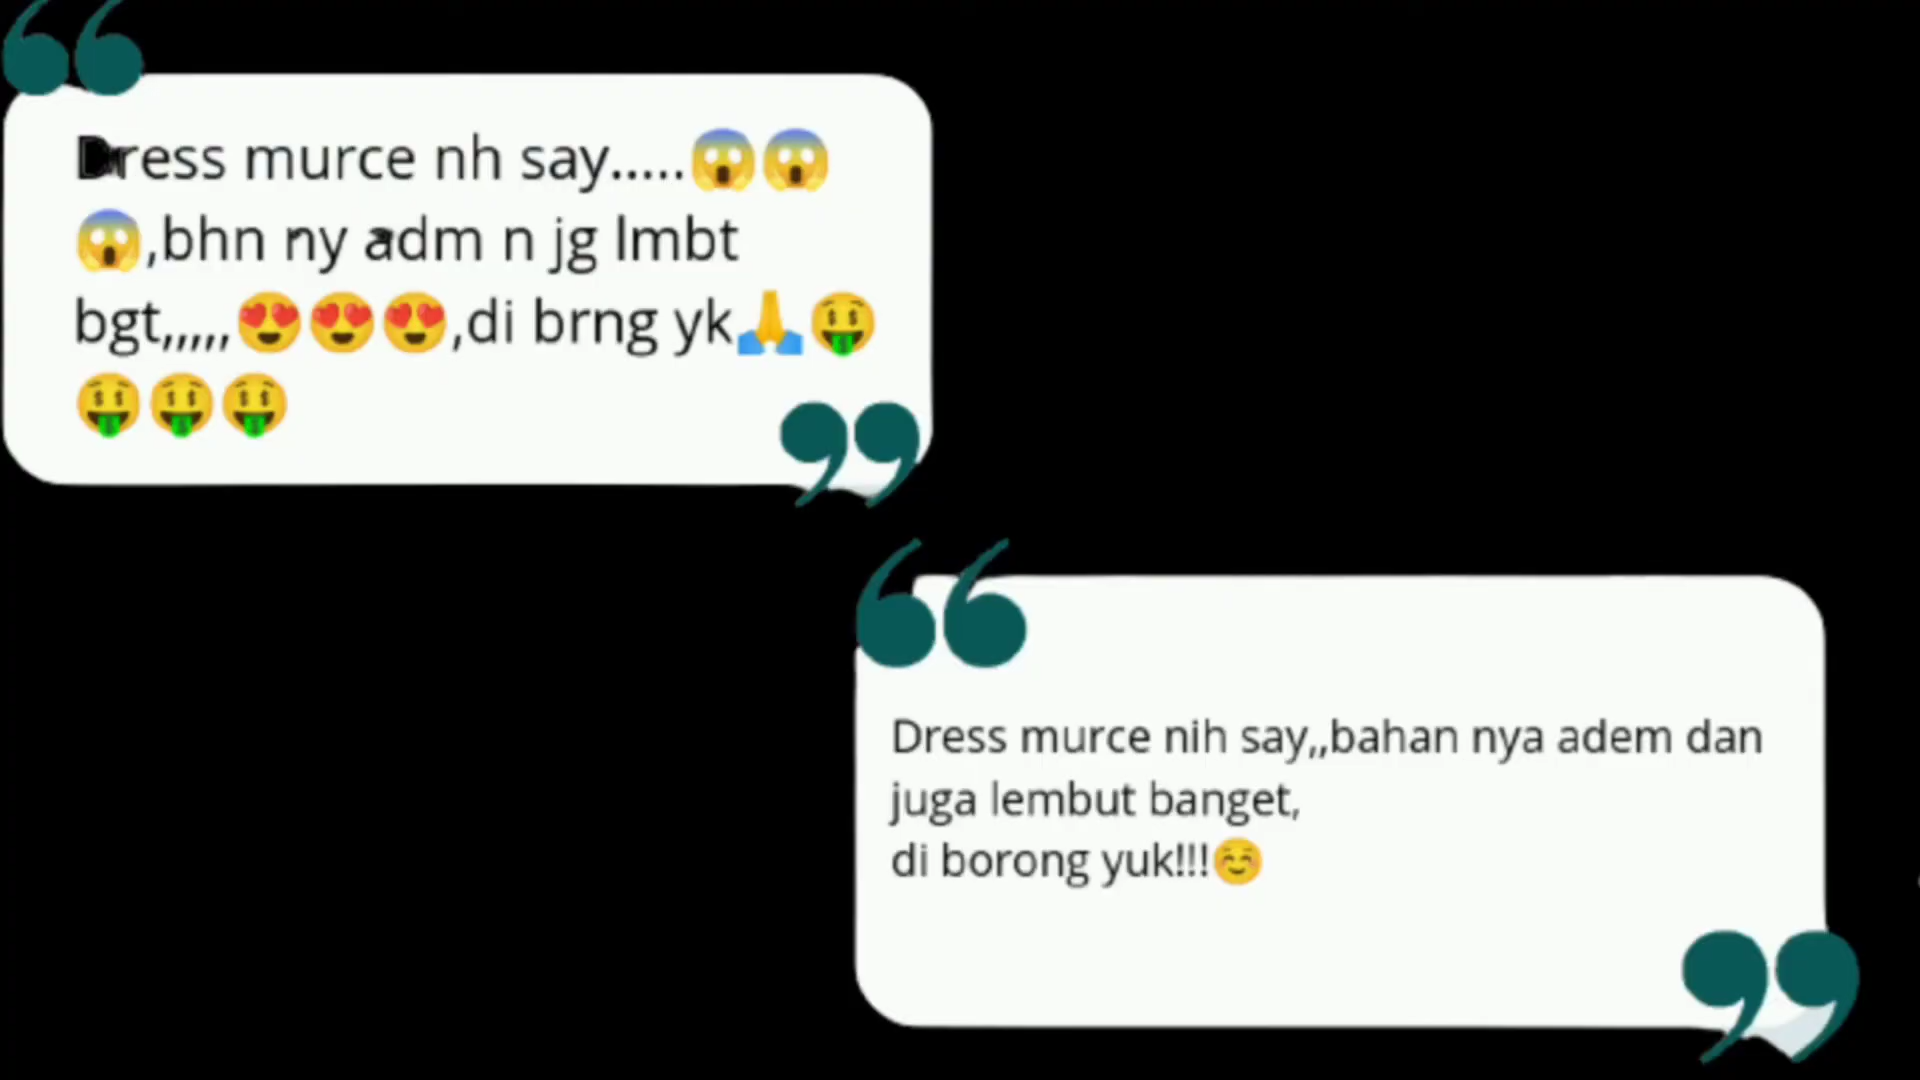 Dress murce nh say.....😱😱
😱,bhn ny adm n jg lmbt
bgt,,,,,😍😍😍,di brng yk🙏🤑
🤑🤑🤑
Dress murce nih say,,bahan nya adem dan
juga lembut banget,
di borong yuk!!!☺️